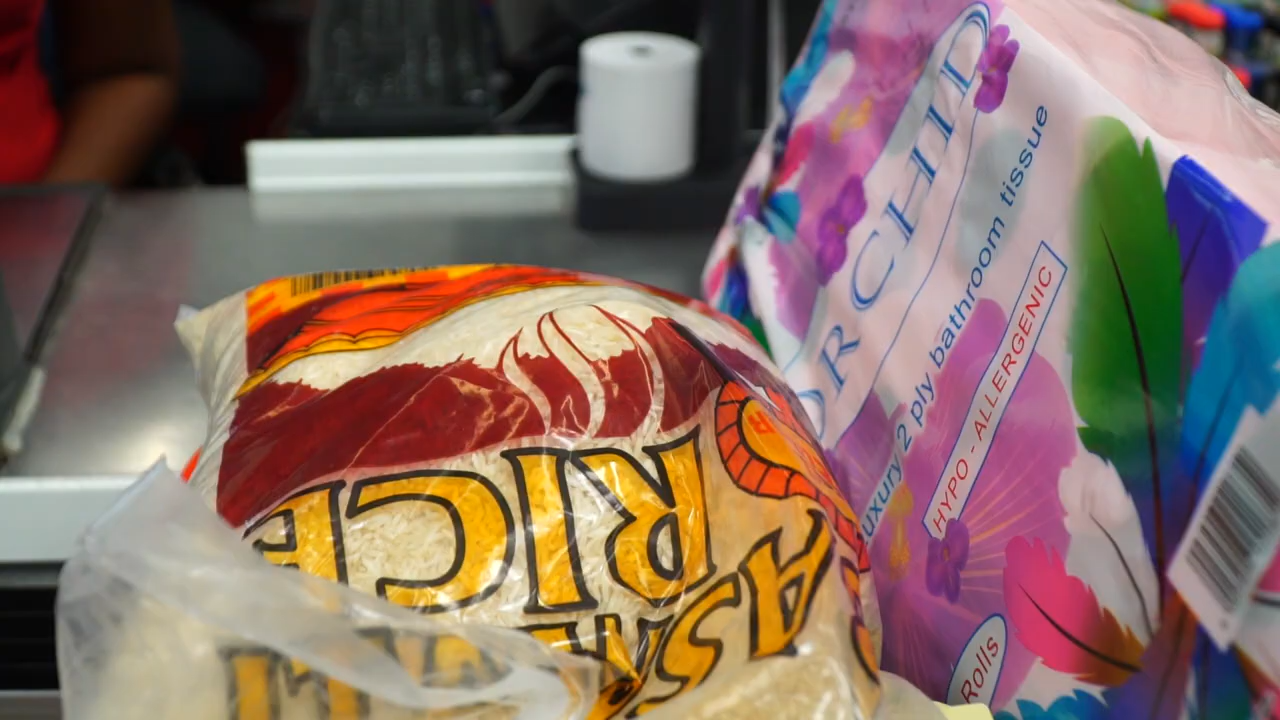 ORCHID
luxury 2 ply bathroom tissue
HYPO - ALLERGENIC
Rolls
RICE